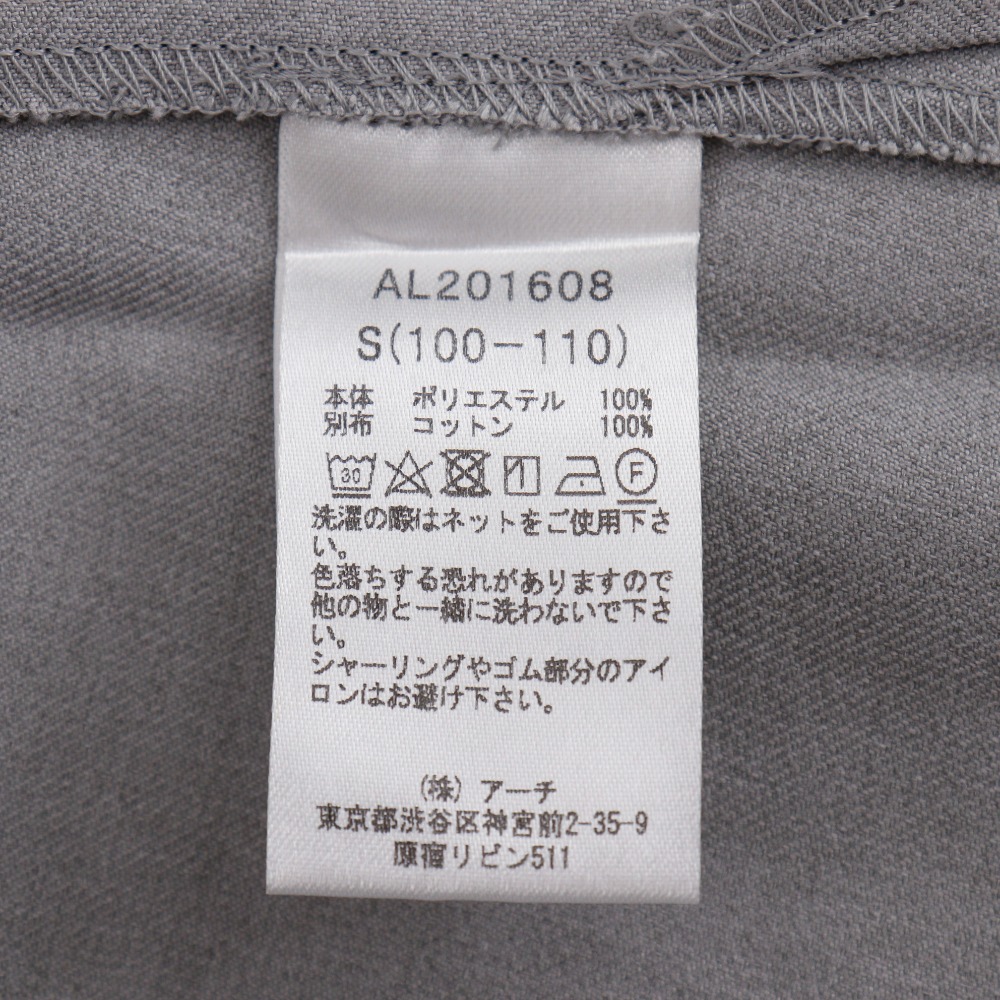 AL201608
S(100-110)
本体 ポリエステル 100%
別布 コットン 100%
30 F
洗濯の際はネットをご使用下さ
い。
色落ちする恐れがありますので
他の物と一緒に洗わないで下さ
い。
シャーリングやゴム部分のアイ
ロンはお避け下さい。
(株) アーチ
東京都渋谷区神宮前2-35-9
原宿リビン511